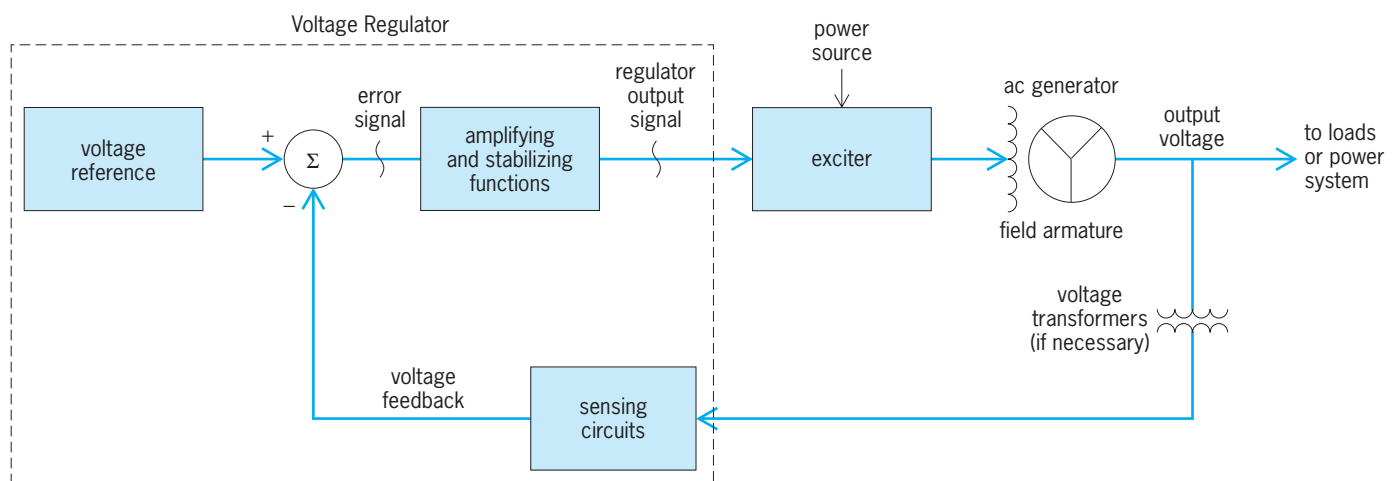 Voltage Regulator
voltage
reference
+
−
Σ
error
signal
amplifying
and stabilizing
functions
regulator
output
signal
power
source
exciter
ac generator
field armature
output
voltage
to loads
or power
system
voltage
transformers
(if necessary)
voltage
feedback
sensing
circuits